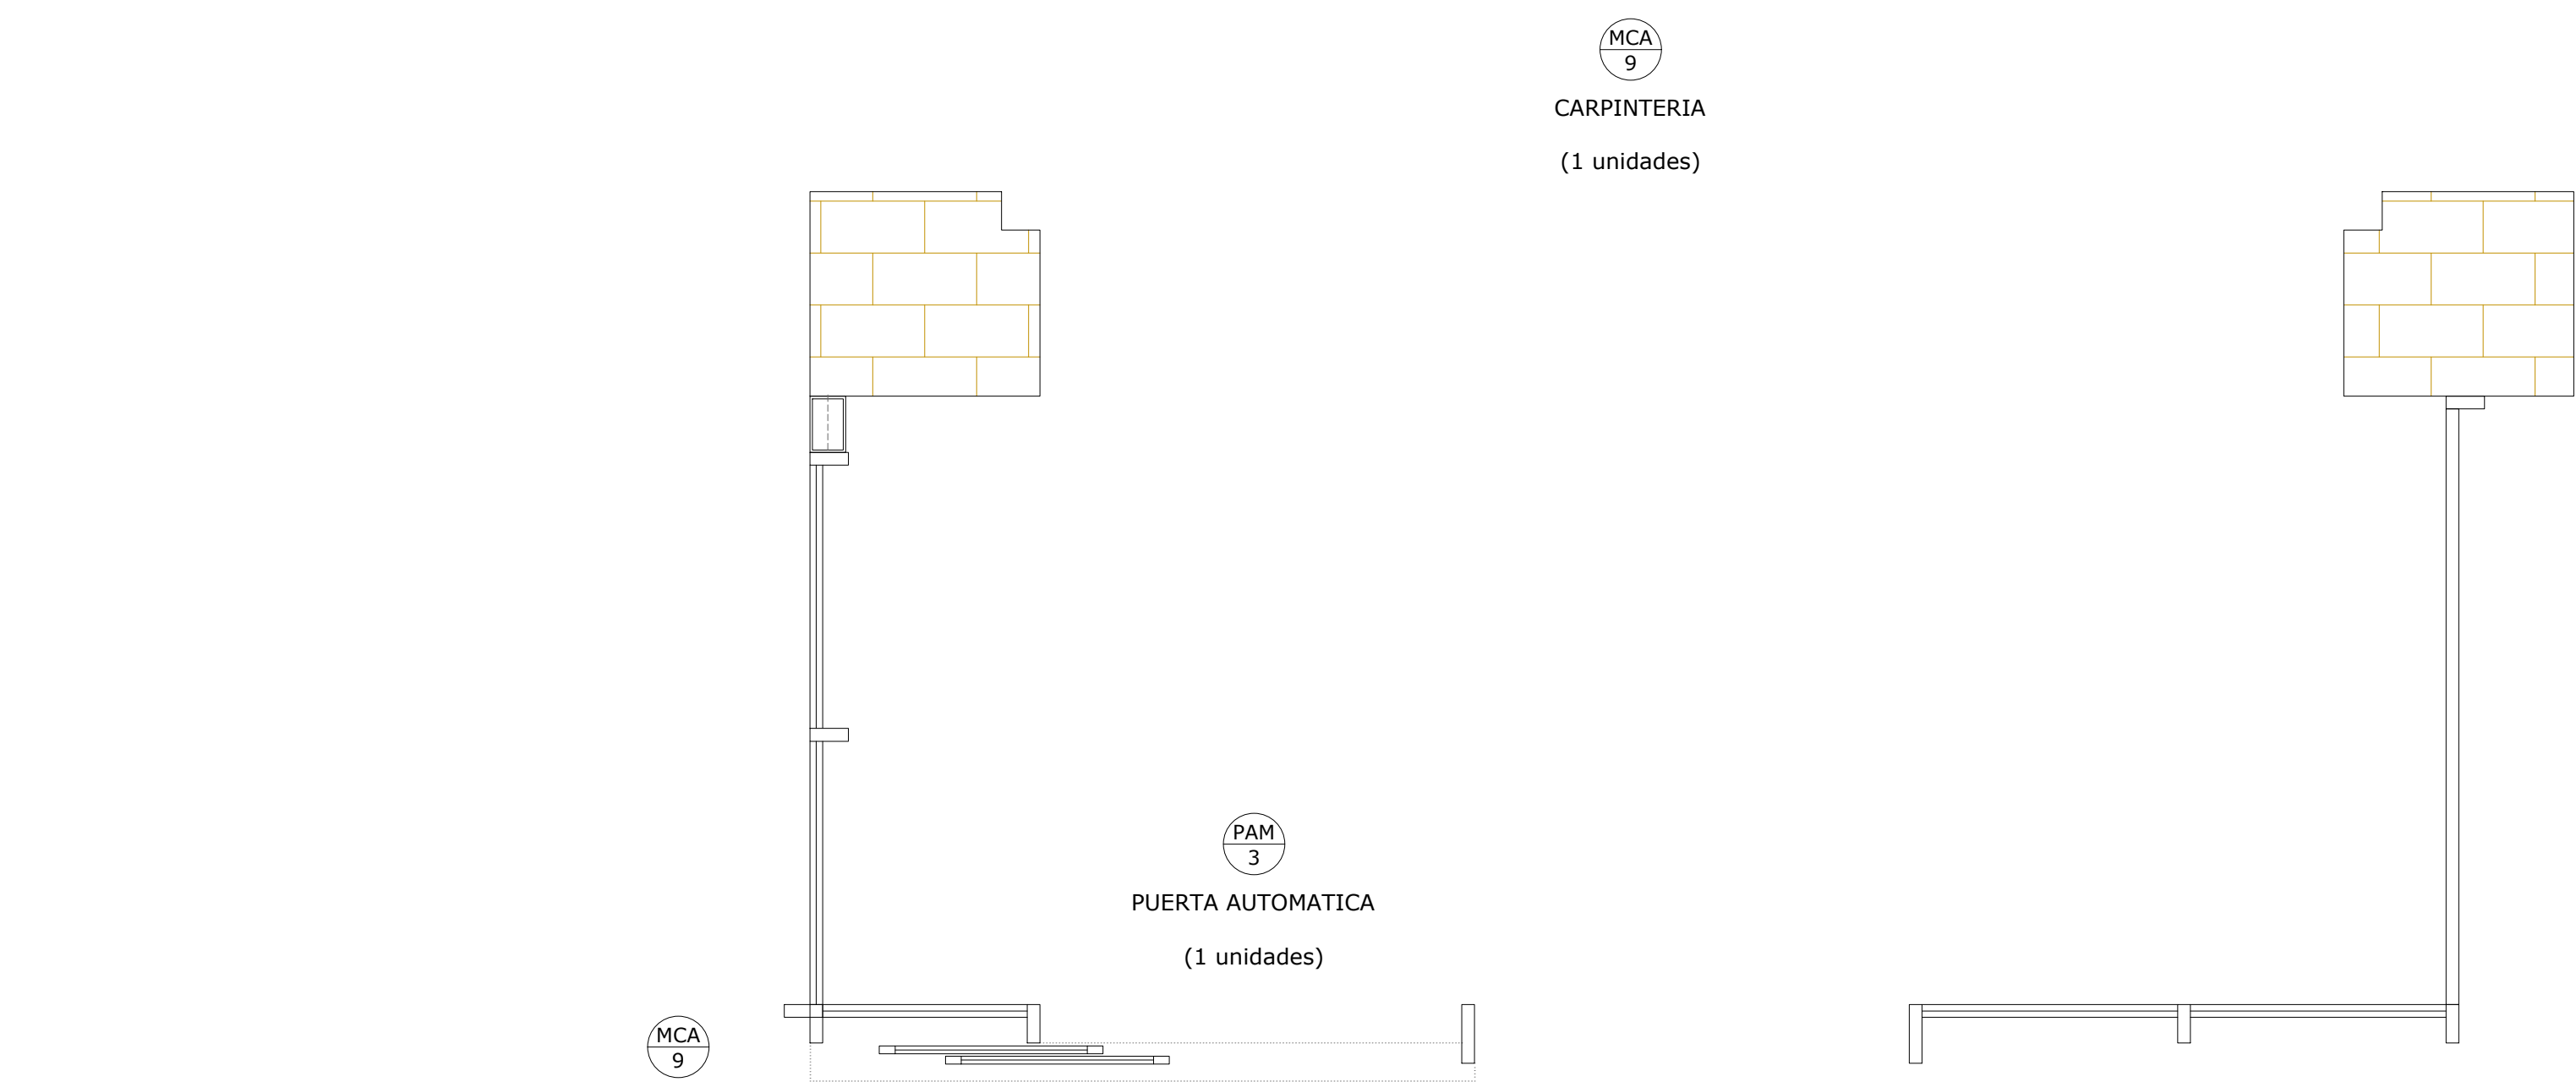 MCA
9
CARPINTERIA
(1 unidades)
PAM
3
PUERTA AUTOMATICA
(1 unidades)
MCA
9